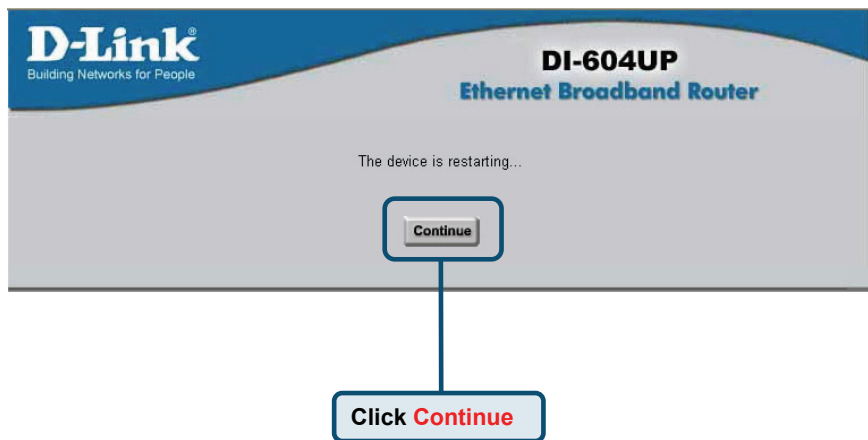 D-Link®
Building Networks for People
DI-604UP
Ethernet Broadband Router
The device is restarting...
Continue
Click Continue